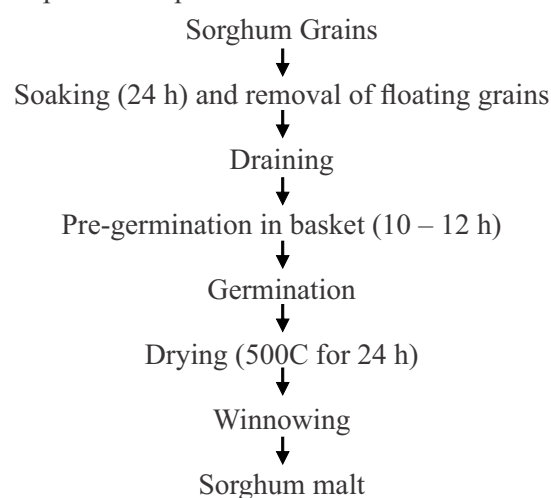 Sorghum Grains
Soaking (24 h) and removal of floating grains
Draining
Pre-germination in basket (10 – 12 h)
Germination
Drying (500C for 24 h)
Winnowing
Sorghum malt